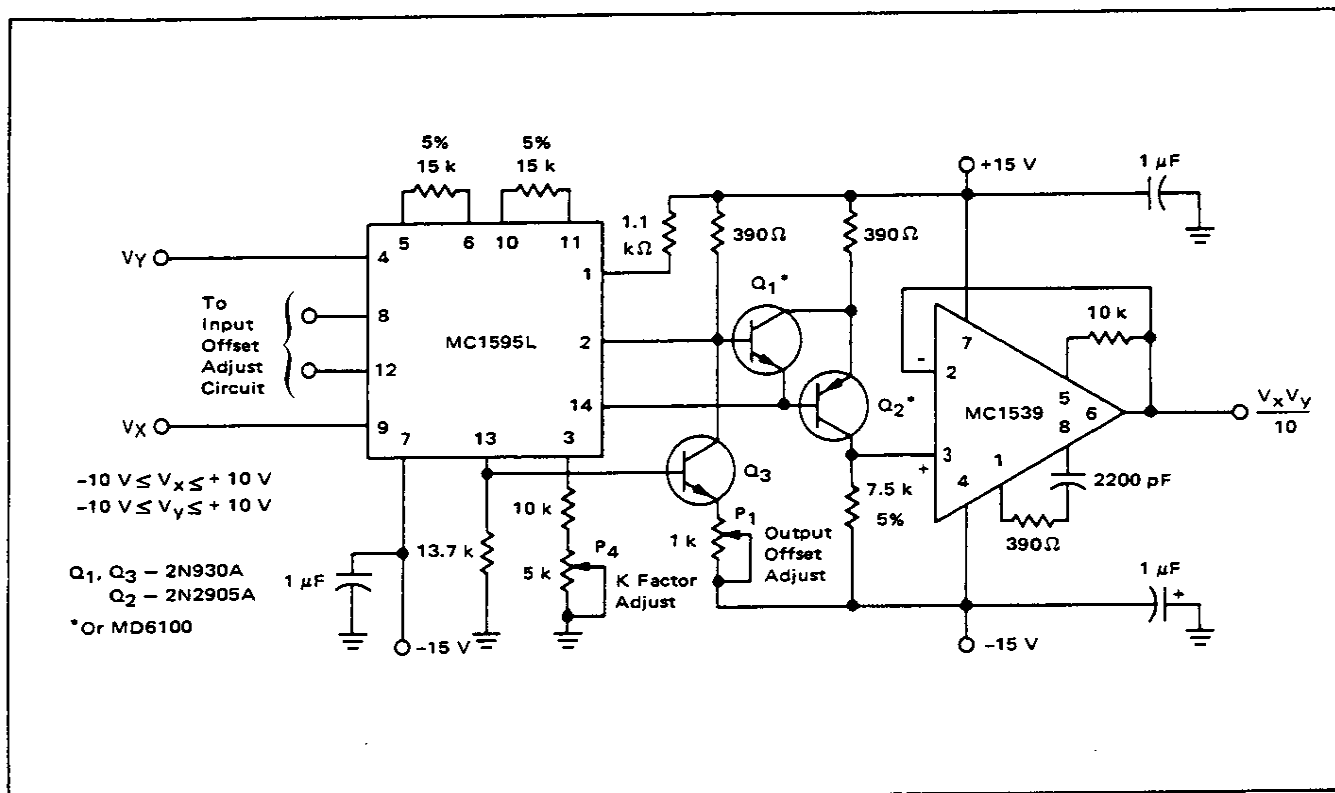 5%
15 k
5%
15 k
+15 V
1 µF
1.1
kΩ
390Ω
390Ω
5
6
10
11
VY
4
1
Q1*
10 k
To
Input
Offset
Adjust
Circuit
8
MC1595L
2
7
-
2
12
14
Q2*
MC1539
5
6
VxVy
10
VX
9
7
13
3
3
+
8
1
4
2200 pF
-10 V ≤ Vx ≤ + 10 V
-10 V ≤ Vy ≤ + 10 V
Q3
10 k
P1
1 k
Output
Offset
Adjust
7.5 k
5%
390Ω
13.7 k
P4
5 k
K Factor
Adjust
1 µF
1 µF
+
Q1, Q3 – 2N930A
Q2 – 2N2905A
*Or MD6100
-15 V
-15 V